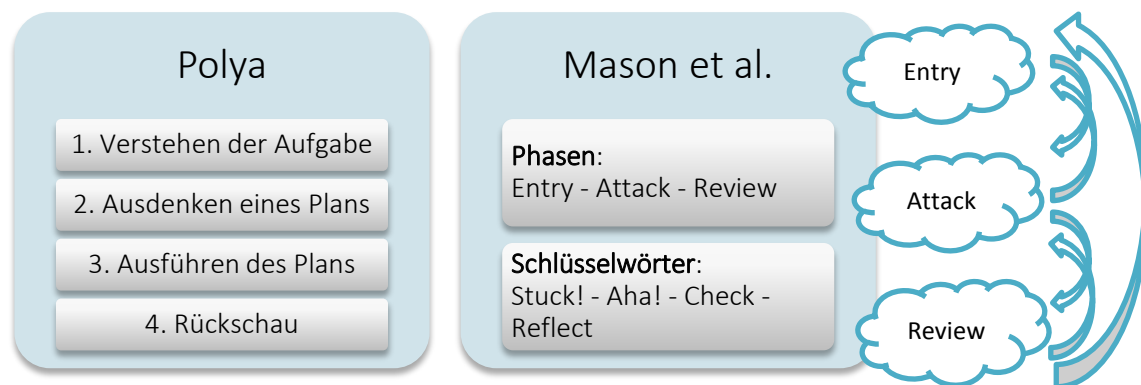 Polya
1. Verstehen der Aufgabe
2. Ausdenken eines Plans
3. Ausführen des Plans
4. Rückschau
Mason et al.
Phasen:
Entry - Attack - Review
Schlüsselwörter:
Stuck! - Aha! - Check -
Reflect
Entry
Attack
Review